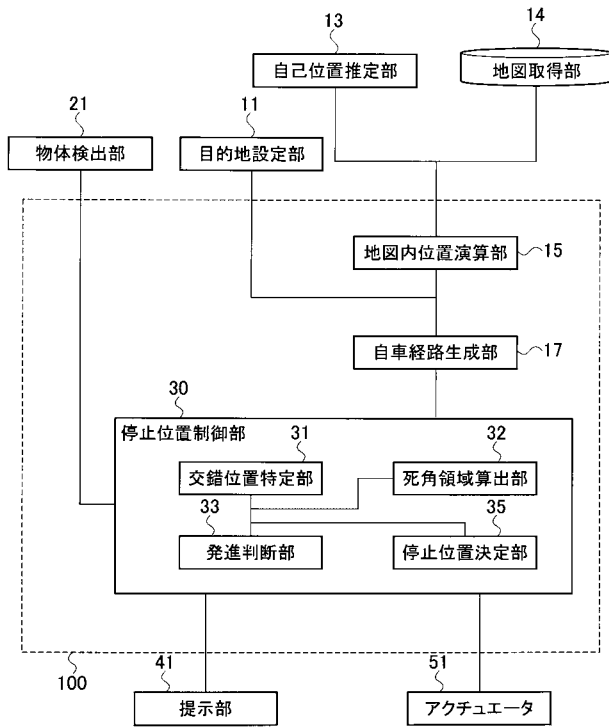 13
自己位置推定部
14
地図取得部
21
物体検出部
11
目的地設定部
地図内位置演算部
15
自車経路生成部
17
30
停止位置制御部
31
交錯位置特定部
32
死角領域算出部
33
発進判断部
35
停止位置決定部
100
41
提示部
51
アクチュエータ